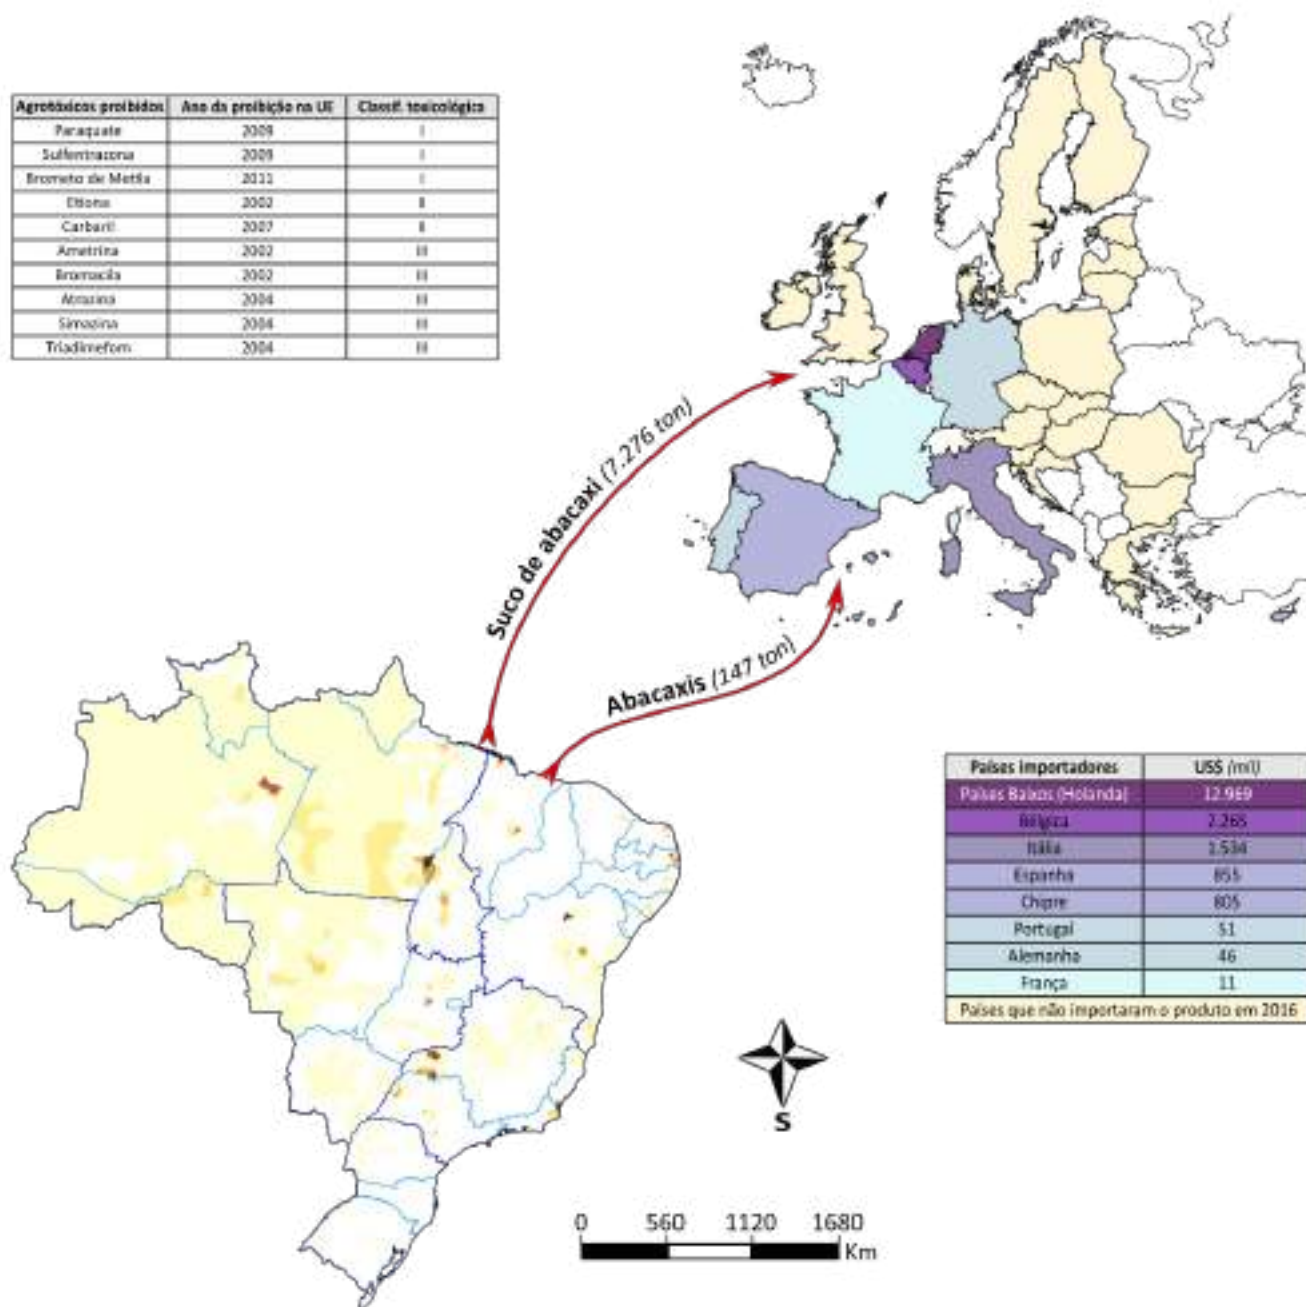 Agrotóxicos proibidos Ano da proibição na UE Classif. toxicológica
Paraquate 2009 I
Sulfentrazona 2009 I
Brometo de Metila 2011 I
Etiona 2002 II
Carbaril 2007 II
Ametrina 2002 III
Bromacila 2002 III
Atrazina 2004 III
Simazina 2004 III
Triadimefom 2004 III
Suco de abacaxi (7.276 ton)
Abacaxis (147 ton)
Países importadores US$ (mil)
Países Baixos (Holanda) 12.969
Bélgica 2.265
Itália 1.534
Espanha 855
Chipre 805
Portugal 51
Alemanha 46
França 11
Países que não importaram o produto em 2016
S
0 560 1120 1680
Km